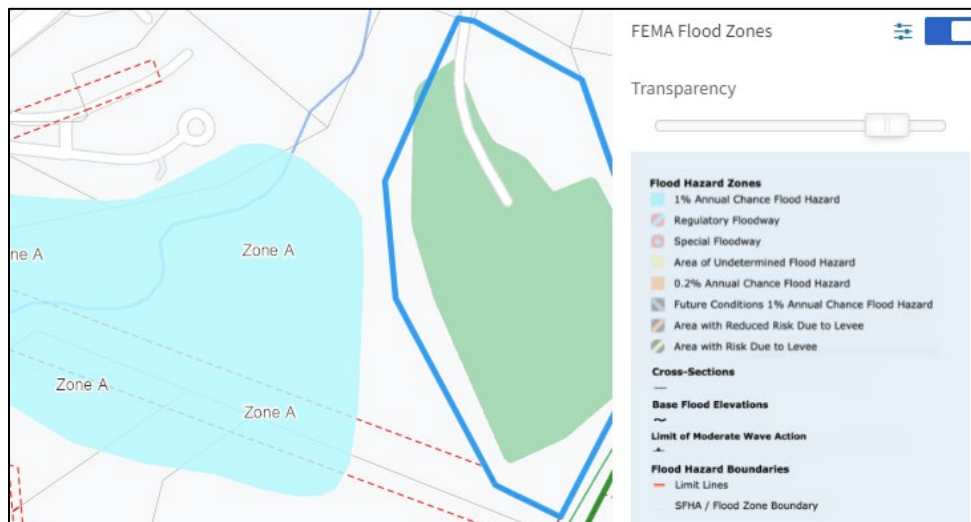 ne A
Zone A
Zone A
Zone A
FEMA Flood Zones
Transparency
Flood Hazard Zones
1% Annual Chance Flood Hazard
Regulatory Floodway
Special Floodway
Area of Undetermined Flood Hazard
0.2% Annual Chance Flood Hazard
Future Conditions 1% Annual Chance Flood Hazard
Area with Reduced Risk Due to Levee
Area with Risk Due to Levee
Cross-Sections
Base Flood Elevations
Limit of Moderate Wave Action
Flood Hazard Boundaries
Limit Lines
SFHA / Flood Zone Boundary